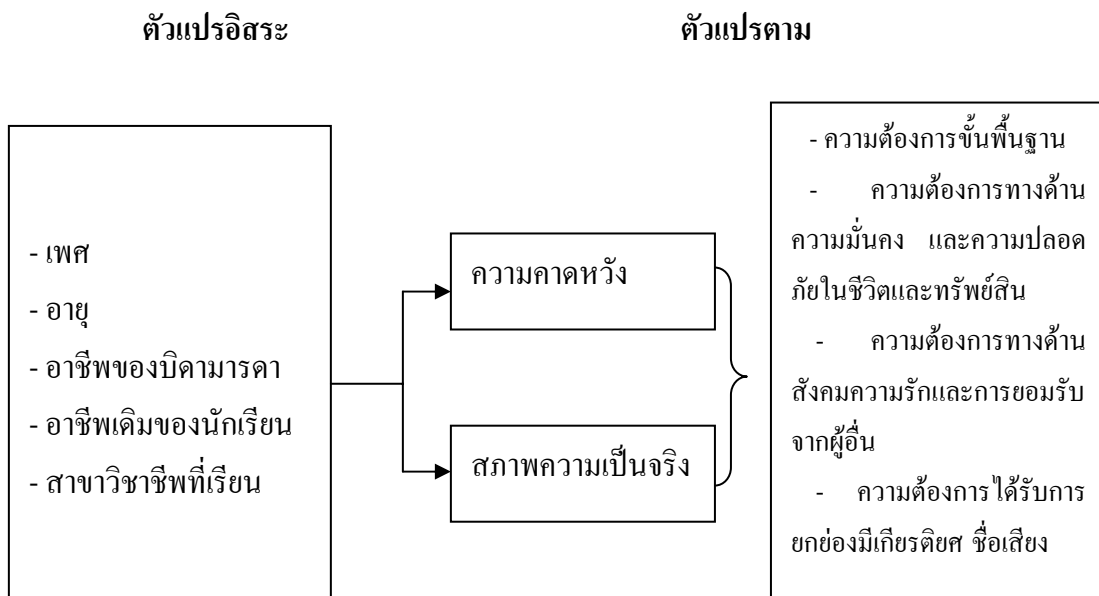 ตัวแปรอิสระ
ตัวแปรตาม
- เพศ
- อายุ
- อาชีพของบิดามารดา
- อาชีพเดิมของนักเรียน
- สาขาวิชาชีพที่เรียน
ความคาดหวัง
สภาพความเป็นจริง
- ความต้องการขั้นพื้นฐาน
- ความต้องการทางด้าน
ความมั่นคง และความปลอด
ภัยในชีวิตและทรัพย์สิน
- ความต้องการทางด้าน
สังคมความรักและการยอมรับ
จากผู้อื่น
- ความต้องการได้รับการ
ยกย่องมีเกียรติยศ ชื่อเสียง